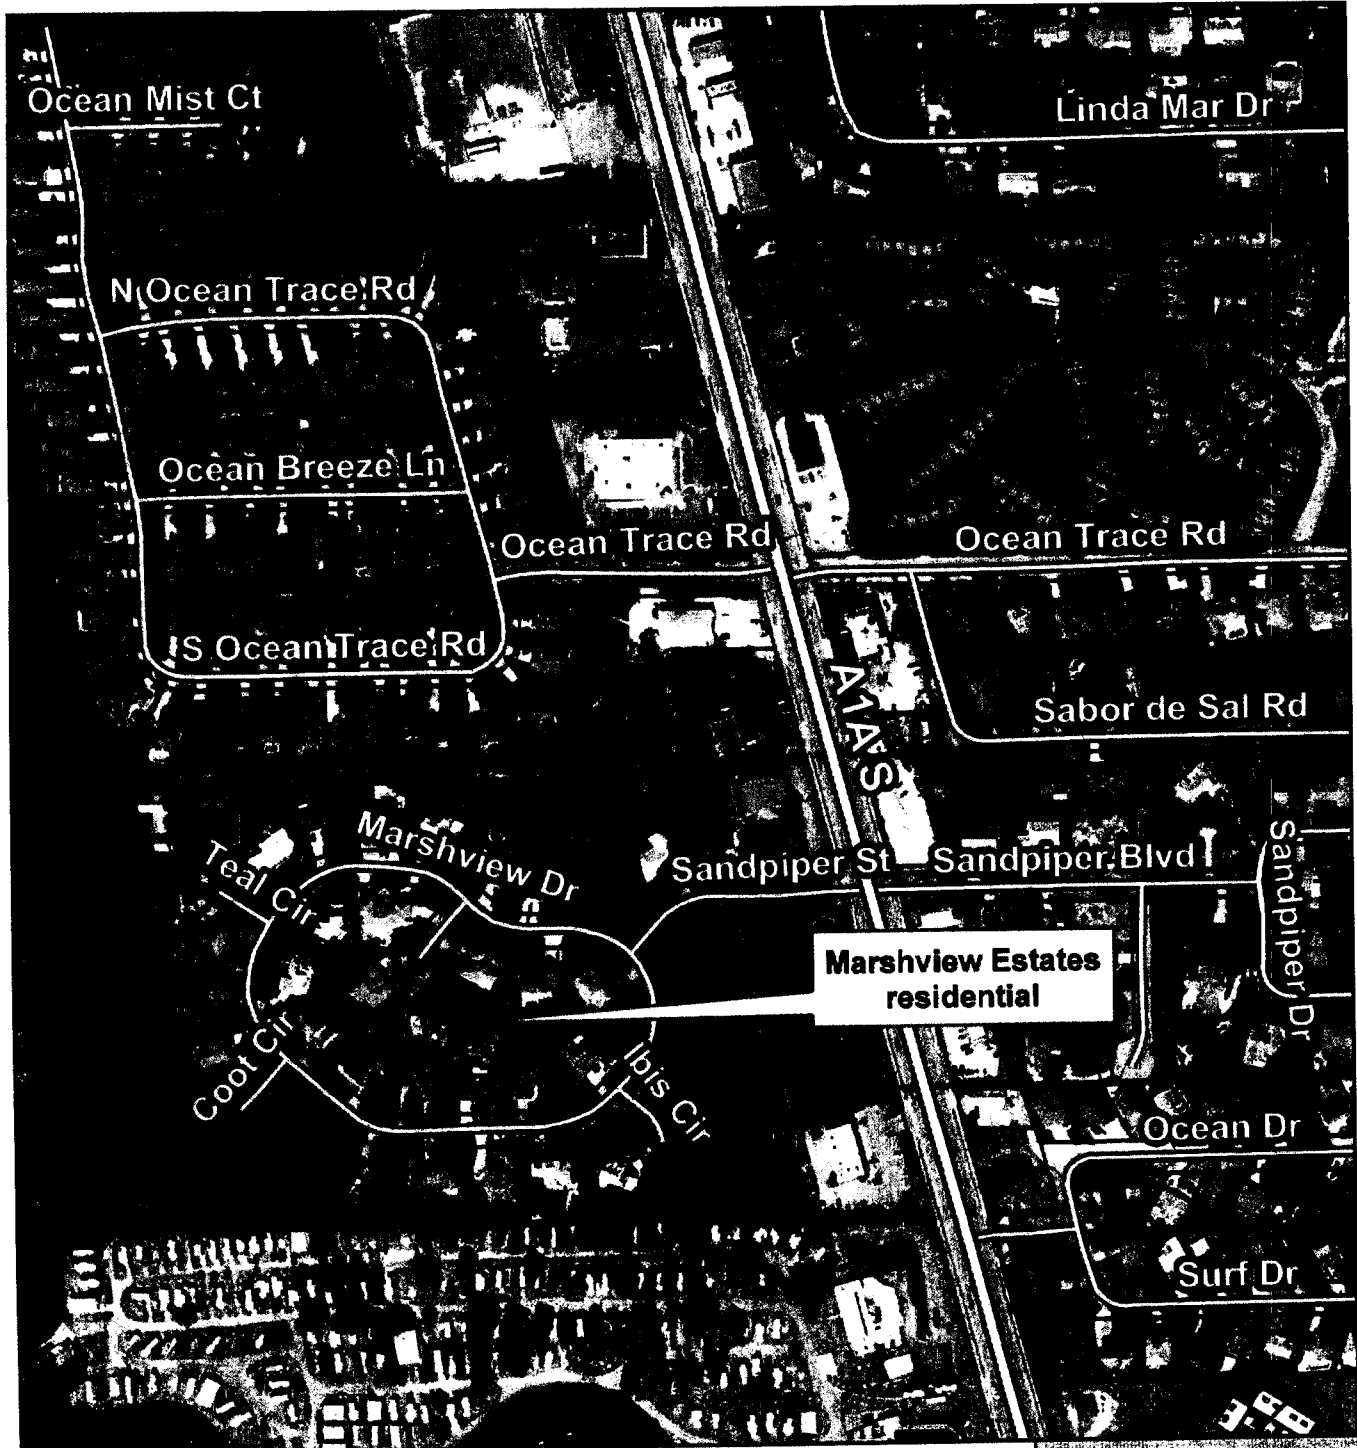 Ocean Mist Ct
Linda Mar Dr
N Ocean Trace Rd
Ocean Breeze Ln
Ocean Trace Rd
Ocean Trace Rd
S Ocean Trace Rd
A1A S
Sabor de Sal Rd
Marshview Dr
Teal Cir
Sandpiper St
Sandpiper Blvd
Sandpiper Dr
Marshview Estates
residential
Coot Cir
Ibis Cir
Ocean Dr
Surf Dr